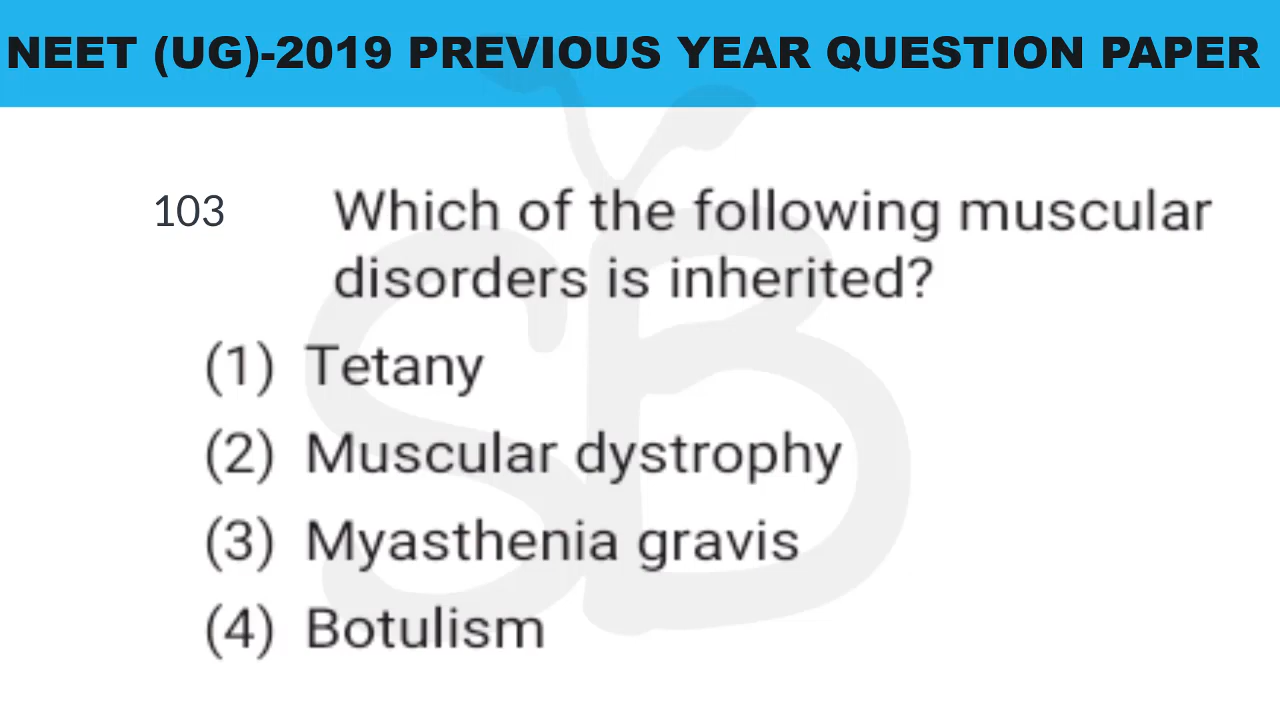 NEET (UG)-2019 PREVIOUS YEAR QUESTION PAPER
103 Which of the following muscular
disorders is inherited?
(1) Tetany
(2) Muscular dystrophy
(3) Myasthenia gravis
(4) Botulism
SB